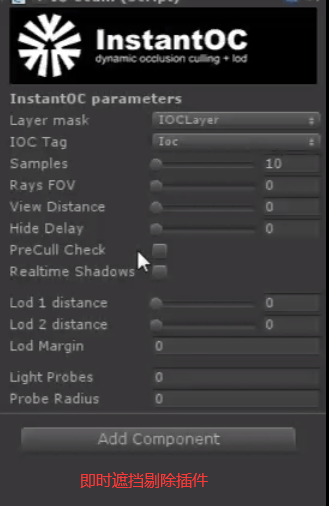 InstantOC
dynamic occlusion culling + lod
InstantOC parameters
Layer mask IOCLayer
IOC Tag Ioc
Samples 10
Rays FOV 0
View Distance 0
Hide Delay 0
PreCull Check
Realtime Shadows
Lod 1 distance 0
Lod 2 distance 0
Lod Margin 0
Light Probes 0
Probe Radius 0
Add Component
即时遮挡剔除插件